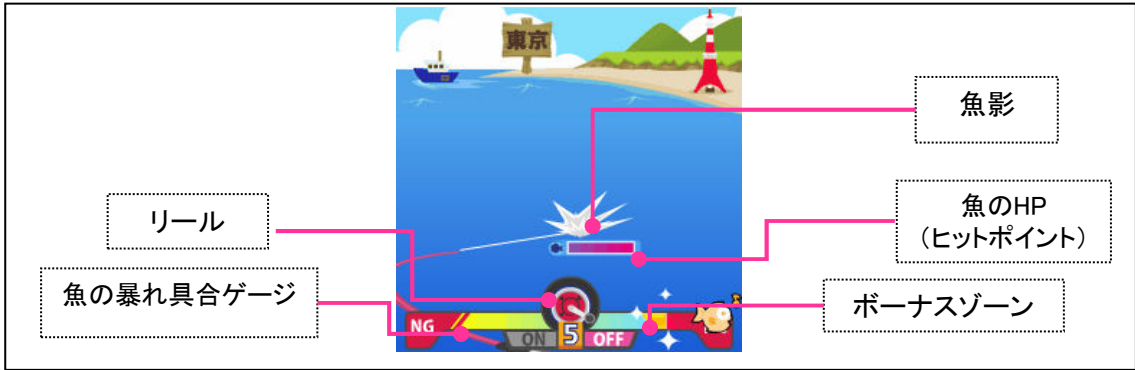 東京
魚影
リール
魚のHP
（ヒットポイント）
魚の暴れ具合ゲージ
ボーナスゾーン
NG
ON 5 OFF